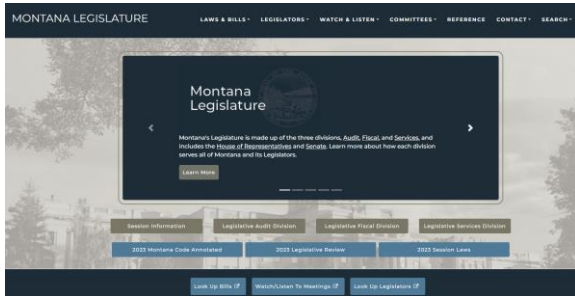 MONTANA LEGISLATURE
LAWS & BILLS LEGISLATORS WATCH & LISTEN COMMITTEES REFERENCE CONTACT SEARCH
Montana
Legislature
Montana's Legislature is made up of the three divisions, Audit, Fiscal, and Services, and
includes the House of Representatives and Senate. Learn more about how each division
serves all of Montana and its Legislators.
Learn More
Session Information Legislative Audit Division Legislative Fiscal Division Legislative Services Division
2023 Montana Code Annotated 2023 Legislative Review 2023 Session Laws
Look Up Bills Watch/Listen To Meetings Look Up Legislators